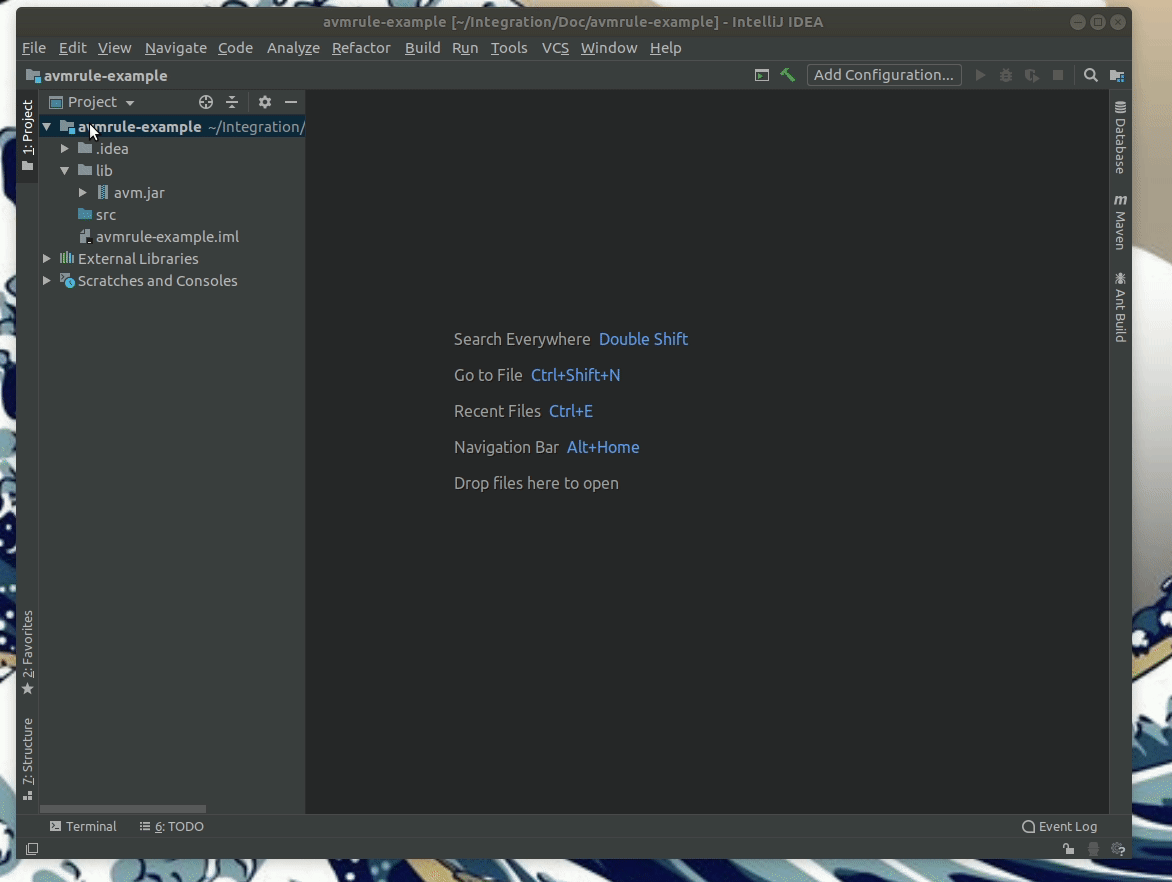 avmrule-example [~/Integration/Doc/avmrule-example] - IntelliJ IDEA
File Edit View Navigate Code Analyze Refactor Build Run Tools VCS Window Help
avmrule-example
Add Configuration...
Project
avmrule-example ~/Integration/
.idea
lib
avm.jar
src
avmrule-example.iml
External Libraries
Scratches and Consoles
1: Project
2: Favorites
7: Structure
Search Everywhere Double Shift
Go to File Ctrl+Shift+N
Recent Files Ctrl+E
Navigation Bar Alt+Home
Drop files here to open
Database
m Maven
Ant Build
Terminal 6: TODO Event Log